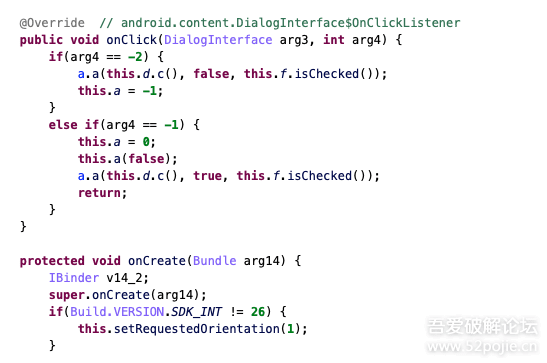 @Override  // android.content.DialogInterface$OnClickListener
public void onClick(DialogInterface arg3, int arg4) {
    if(arg4 == -2) {
        a.a(this.d.c(), false, this.f.isChecked());
        this.a = -1;
    }
    else if(arg4 == -1) {
        this.a = 0;
        this.a(false);
        a.a(this.d.c(), true, this.f.isChecked());
        return;
    }
}

protected void onCreate(Bundle arg14) {
    IBinder v14_2;
    super.onCreate(arg14);
    if(Build.VERSION.SDK_INT != 26) {
        this.setRequestedOrientation(1);
    }
吾爱破解论坛
www.52pojie.cn